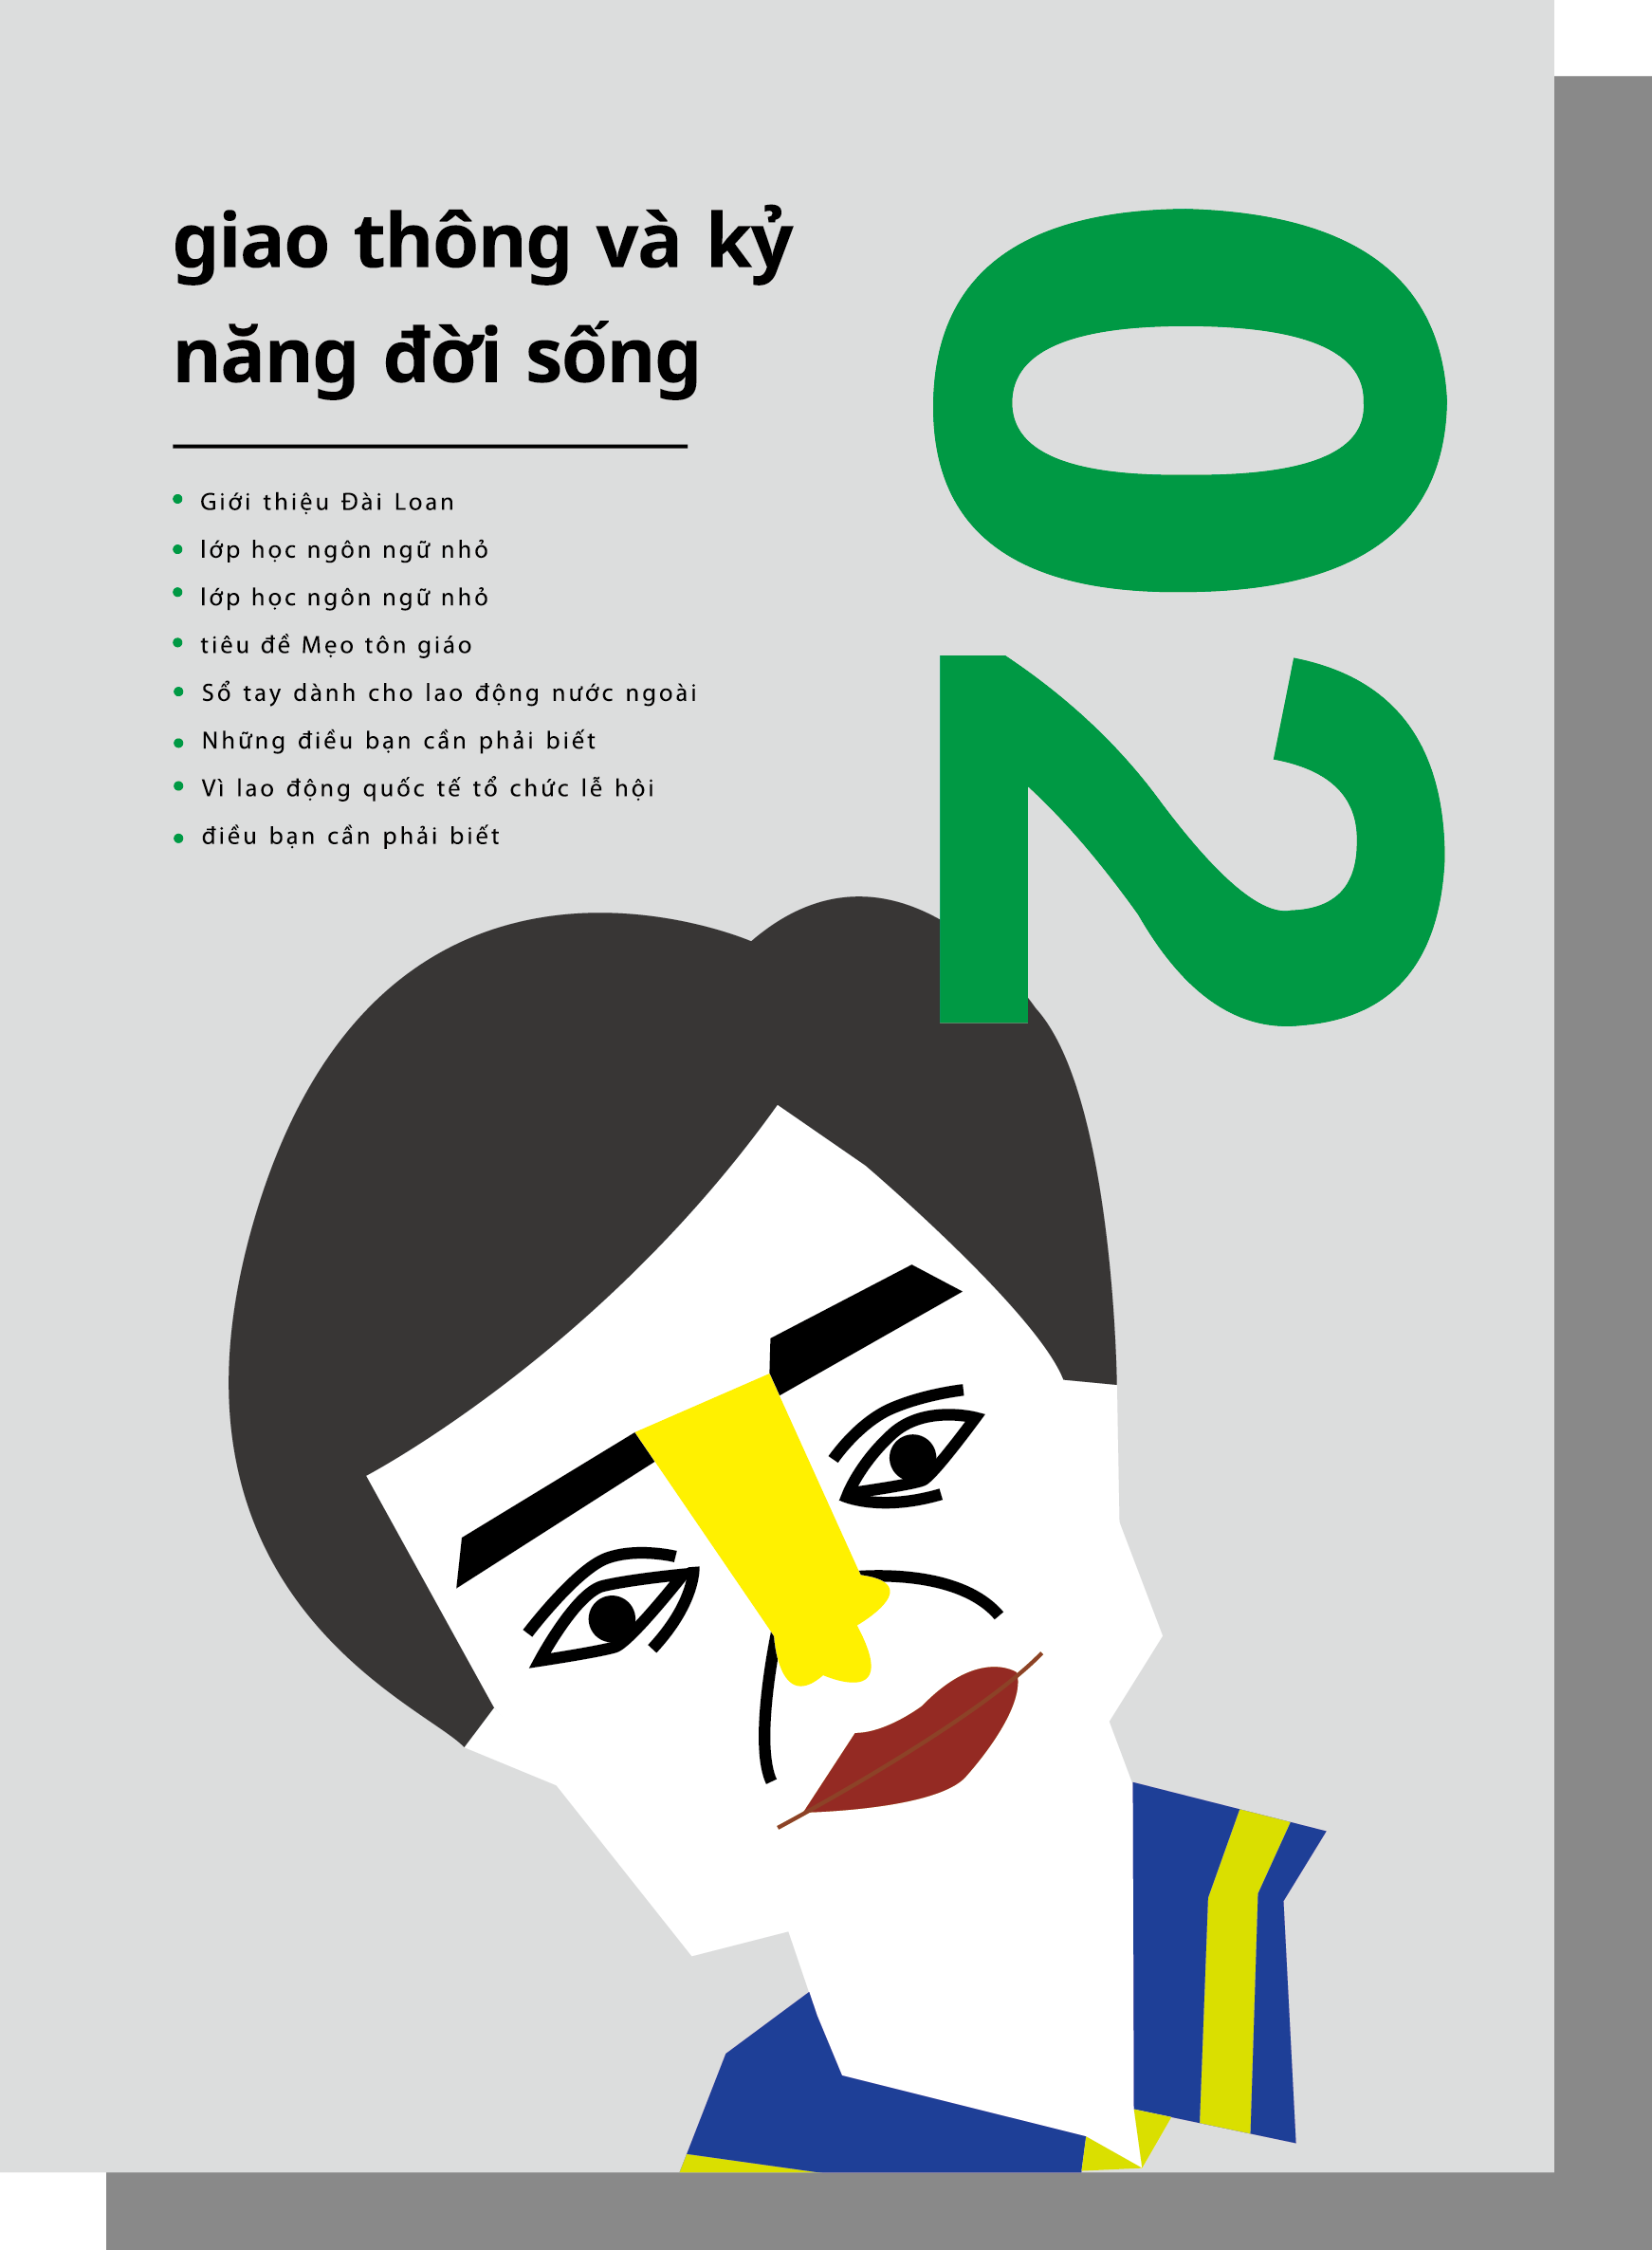 giao thông và kỷ
năng đời sống
02
Giới thiệu Đài Loan
lớp học ngôn ngữ nhỏ
lớp học ngôn ngữ nhỏ
tiêu đề Mẹo tôn giáo
Sổ tay dành cho lao động nước ngoài
Những điều bạn cần phải biết
Vì lao động quốc tế tổ chức lễ hội
điều bạn cần phải biết